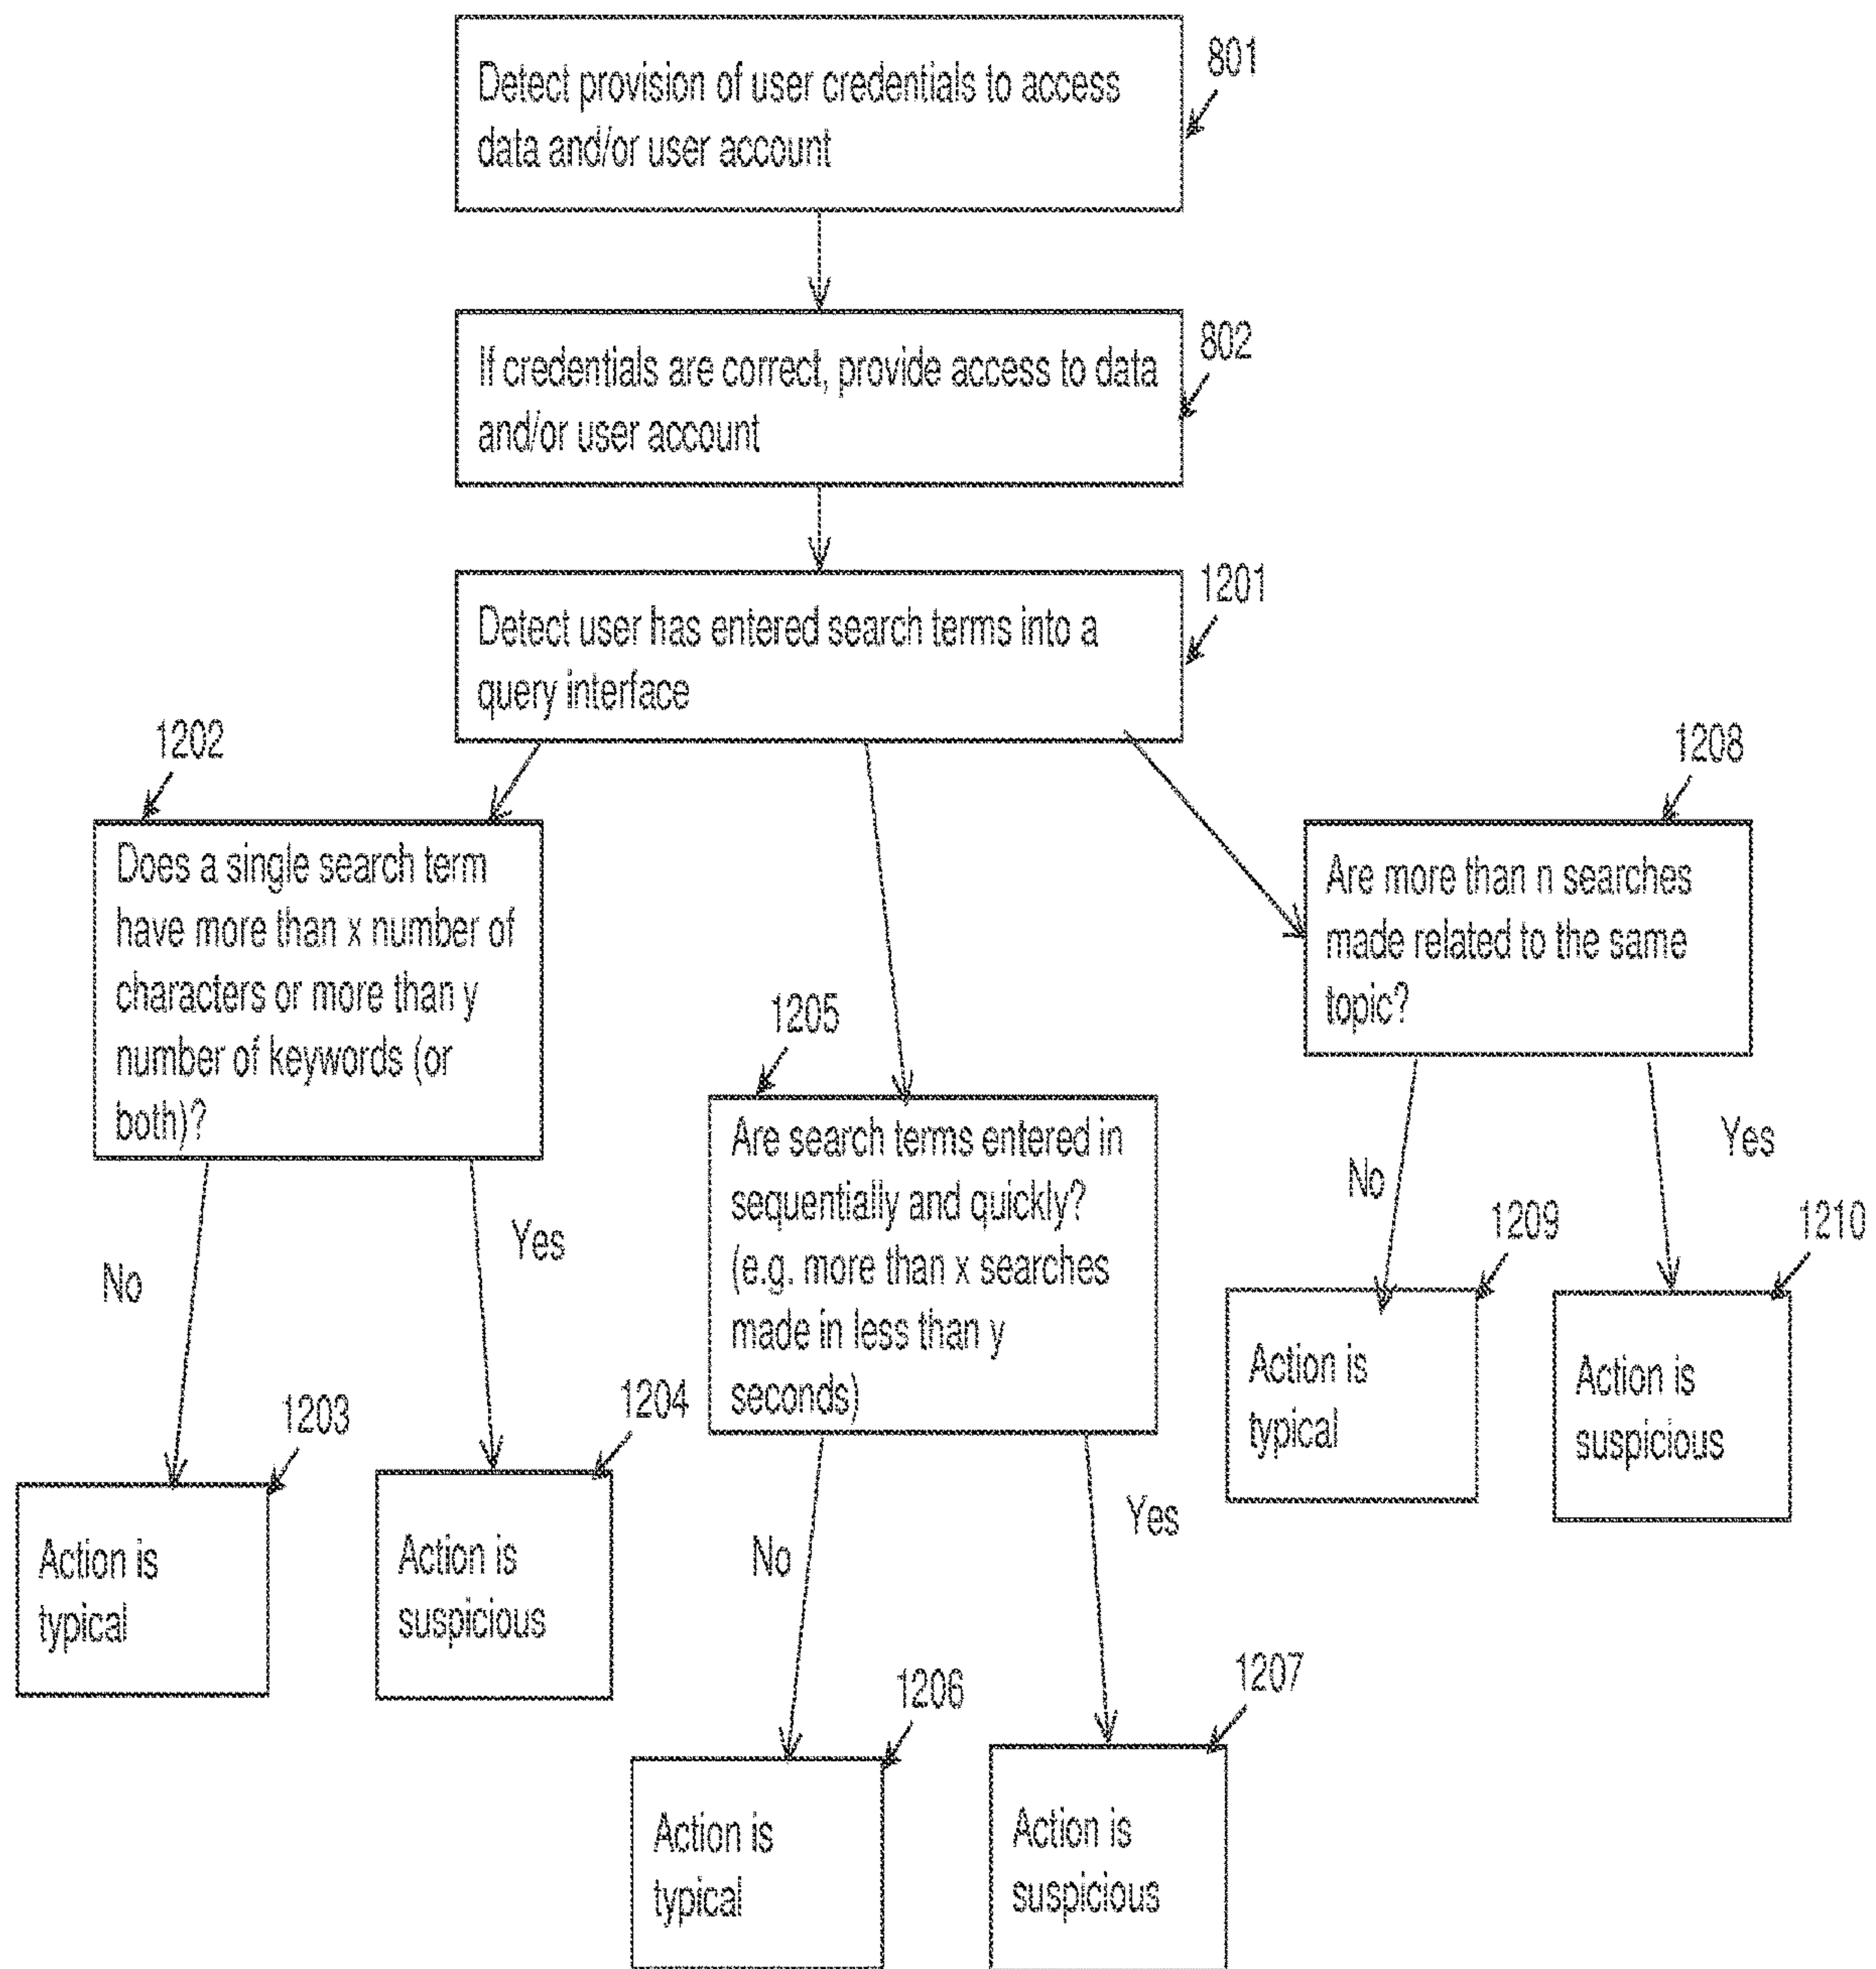 801
Detect provision of user credentials to access
data and/or user account
802
If credentials are correct, provide access to data
and/or user account
1201
Detect user has entered search terms into a
query interface
1202
Does a single search term
have more than x number of
characters or more than y
number of keywords (or
both)?
No
Yes
1203
Action is
typical
1204
Action is
suspicious
1205
Are search terms entered in
sequentially and quickly?
(e.g. more than x searches
made in less than y
seconds)
No
Yes
1206
Action is
typical
1207
Action is
suspicious
1208
Are more than n searches
made related to the same
topic?
No
Yes
1209
Action is
typical
1210
Action is
suspicious